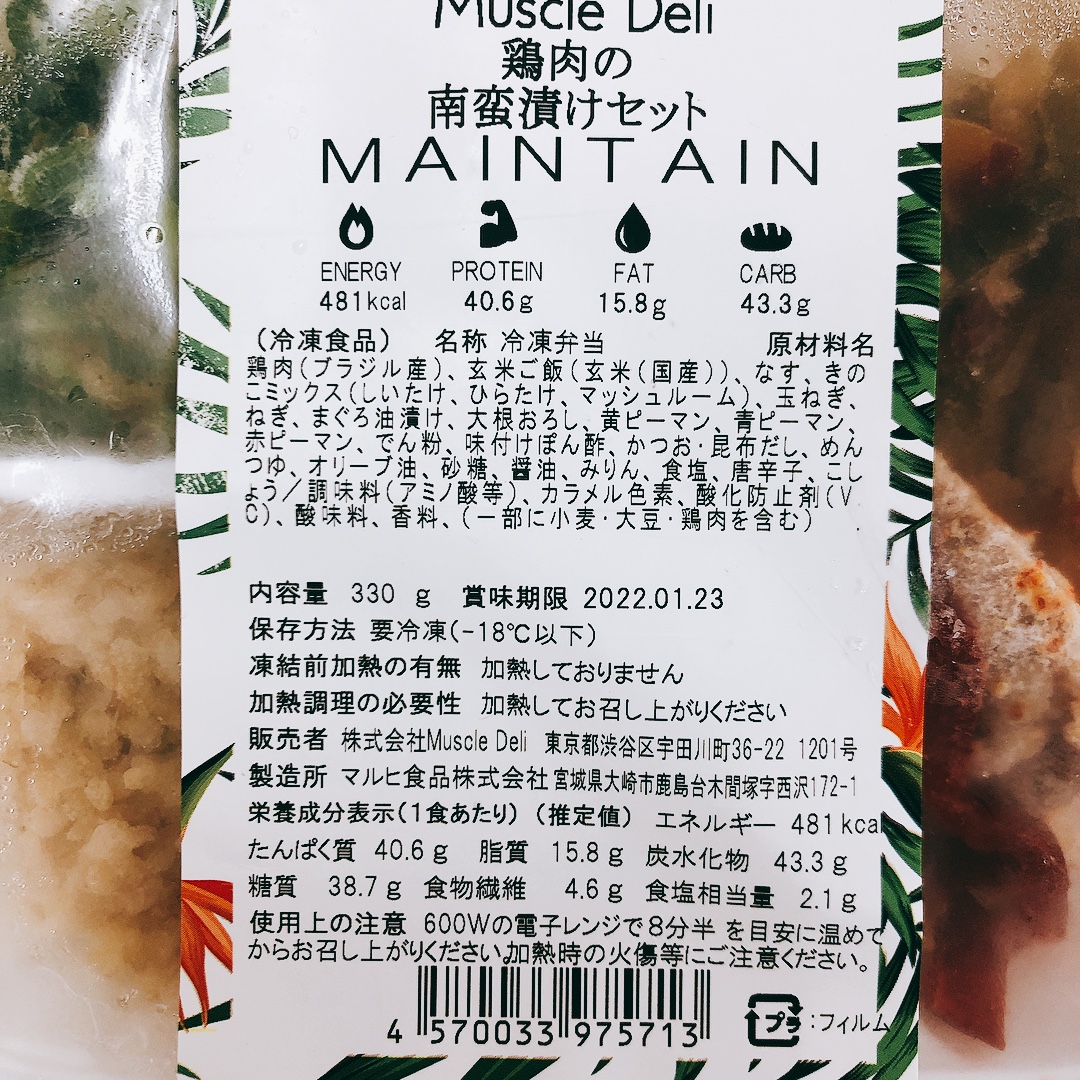 Muscle Deli
鶏肉の
南蛮漬けセット
MAINTAIN
ENERGY PROTEIN FAT CARB
481kcal 40.6g 15.8g 43.3g
(冷凍食品) 名称 冷凍弁当 原材料名
鶏肉(ブラジル産)、玄米ご飯(玄米(国産))、なす、きの
こミックス(しいたけ、ひらたけ、マッシュルーム)、玉ねぎ、
ねぎ、まぐろ油漬け、大根おろし、黄ピーマン、青ピーマン、
赤ピーマン、でん粉、味付けぽん酢、かつお・昆布だし、めん
つゆ、オリーブ油、砂糖、醤油、みりん、食塩、唐辛子、こし
ょう/調味料(アミノ酸等)、カラメル色素、酸化防止剤(V.
C)、酸味料、香料、(一部に小麦・大豆・鶏肉を含む)
内容量 330 g 賞味期限 2022.01.23
保存方法 要冷凍(-18℃以下)
凍結前加熱の有無 加熱しておりません
加熱調理の必要性 加熱してお召し上がりください
販売者 株式会社Muscle Deli 東京都渋谷区宇田川町36-22 1201号
製造所 マルヒ食品株式会社 宮城県大崎市鹿島台木間塚字西沢172-1
栄養成分表示(1食あたり)(推定値) エネルギー 481kcal
たんぱく質 40.6g 脂質 15.8g 炭水化物 43.3g
糖質 38.7g 食物繊維 4.6g 食塩相当量 2.1g
使用上の注意 600Wの電子レンジで8分半 を目安に温めて
からお召し上がりください。加熱時の火傷等にご注意ください。
4 570033 975713
プラ :フィルム